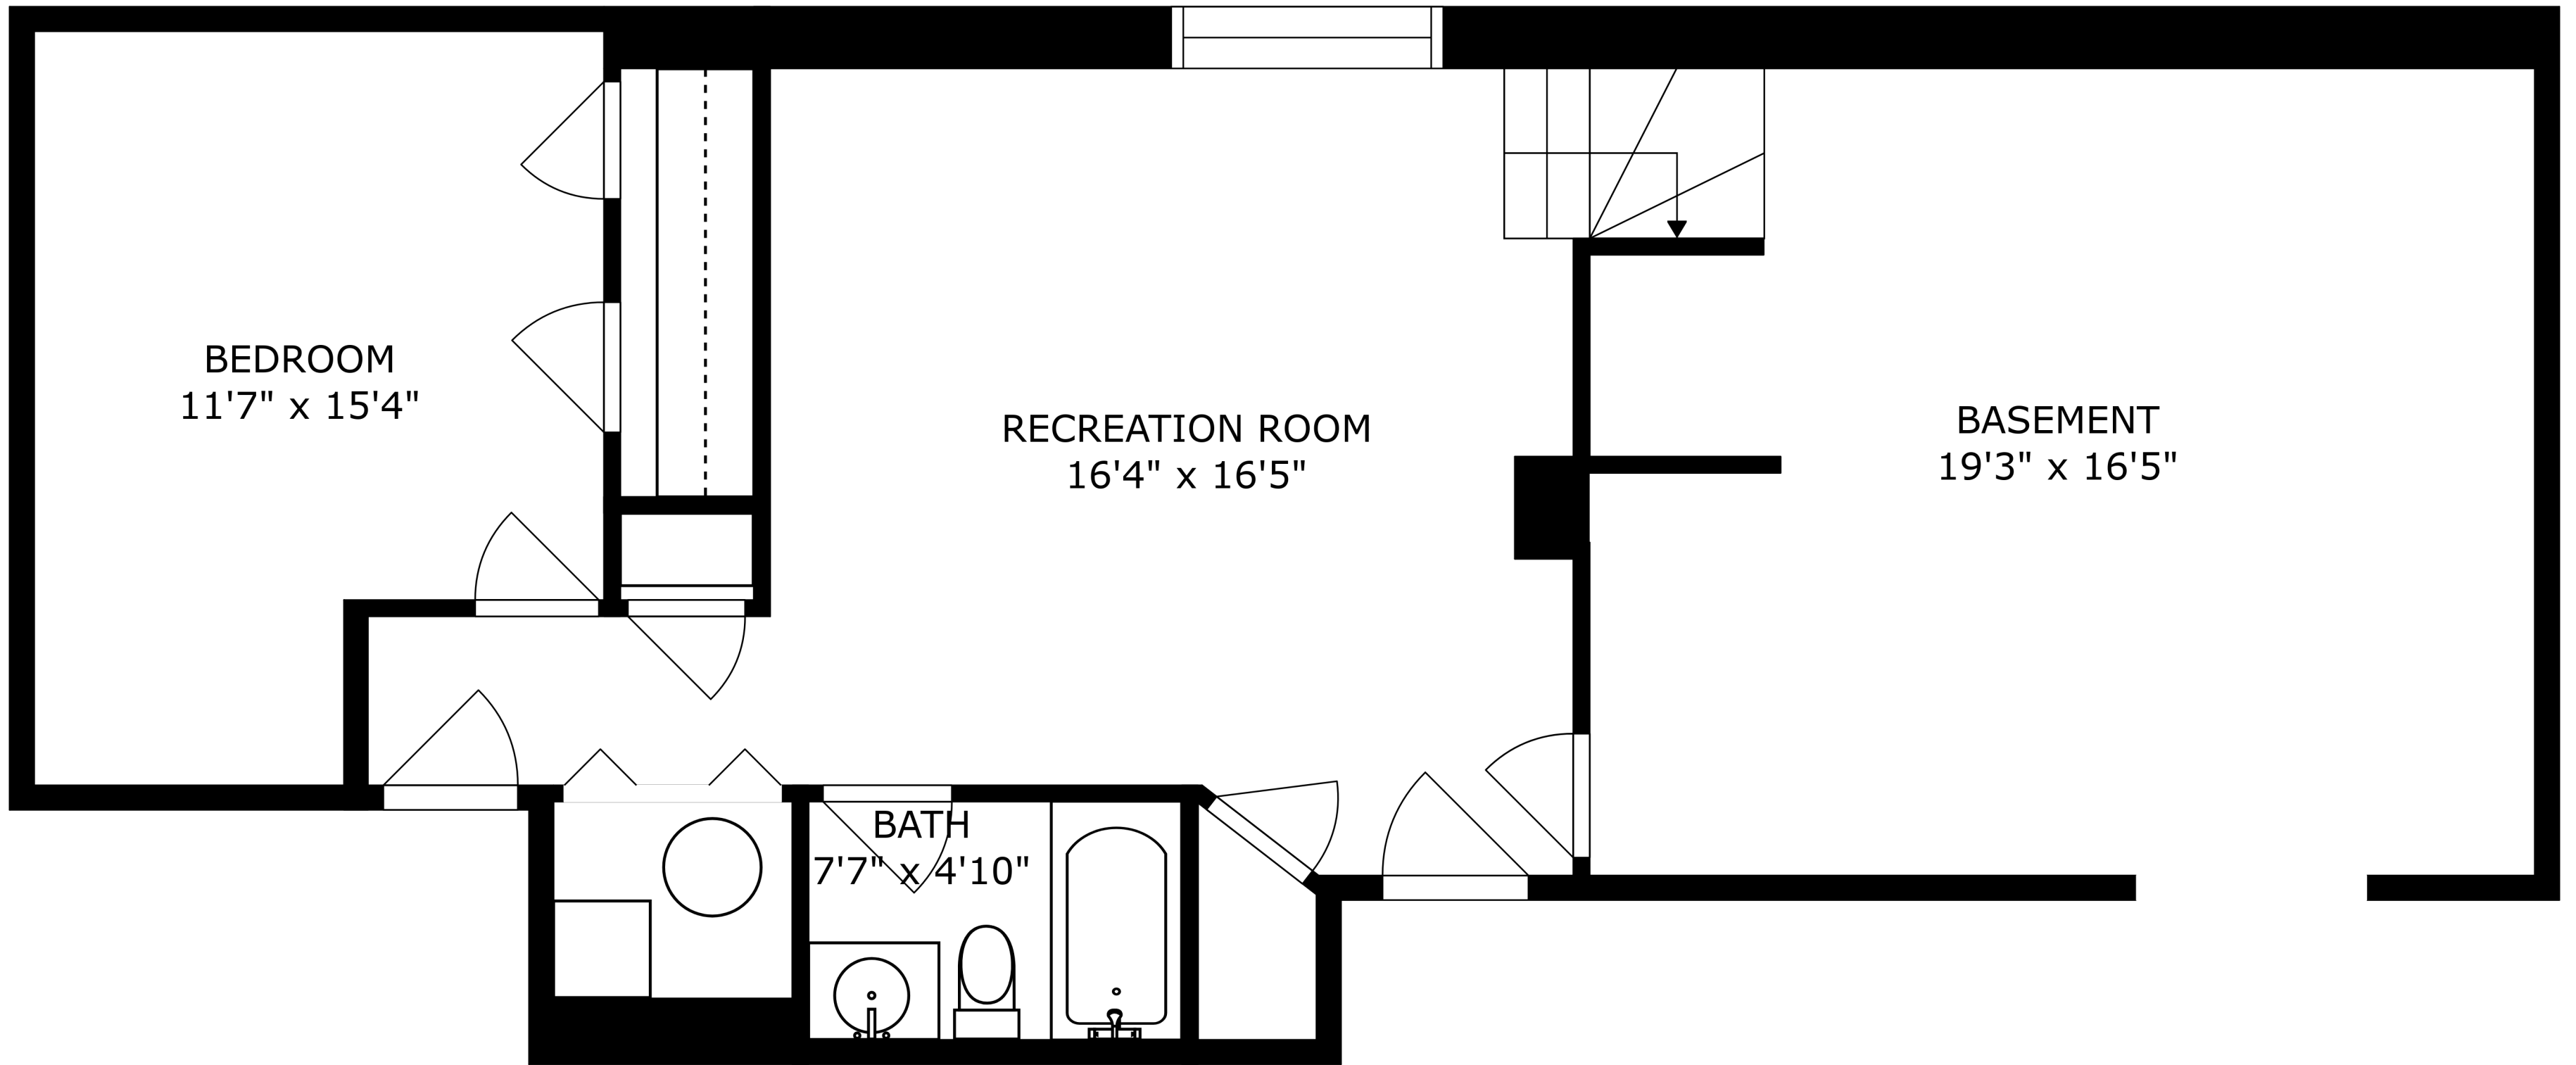 BEDROOM
11'7" x 15'4"
RECREATION ROOM
16'4" x 16'5"
BASEMENT
19'3" x 16'5"
BATH
7'7" x 4'10"